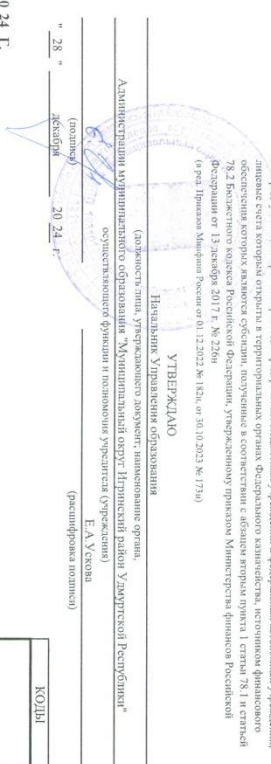 лицевые счета которым открыты в территориальных органах Федерального казначейства, источником финансового
обеспечения которых являются субсидии, полученные в соответствии с абзацем вторым пункта 1 статьи 78.1 и статьей
78.2 Бюджетного кодекса Российской Федерации, утвержденному приказом Министерства финансов Российской
Федерации от 13 декабря 2017 г. № 226н
(в ред. Приказов Минфина России от 01.12.2022 № 182н, от 30.10.2023 № 173н)
УТВЕРЖДАЮ
Начальник Управления образования
(должность лица, утверждающего документ, наименование органа,
Администрации муниципального образования "Муниципальный округ Игринский район Удмуртской Республики"
осуществляющего функции и полномочия учредителя (учреждения)
Е.А.Ускова
(подпись) (расшифровка подписи)
" 28 " декабря 20 24 г.
КОДЫ
0 24 г.